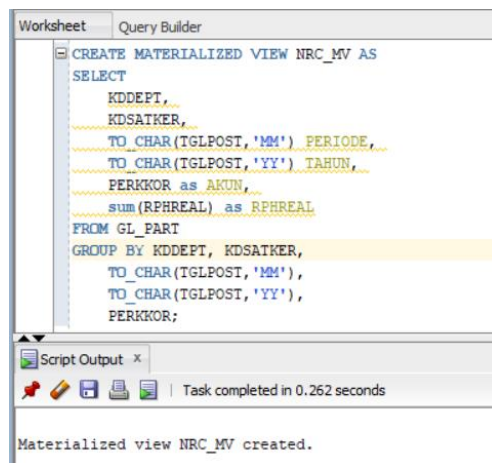 Worksheet Query Builder
CREATE MATERIALIZED VIEW NRC_MV AS
SELECT
KDDEPT,
KDSATKER,
TO_CHAR(TGLPOST,'MM') PERIODE,
TO_CHAR(TGLPOST,'YY') TAHUN,
PERKKOR as AKUN,
sum(RPHREAL) as RPHREAL
FROM GL_PART
GROUP BY KDDEPT, KDSATKER,
TO_CHAR(TGLPOST,'MM'),
TO_CHAR(TGLPOST,'YY'),
PERKKOR;
Script Output x
Task completed in 0.262 seconds
Materialized view NRC_MV created.